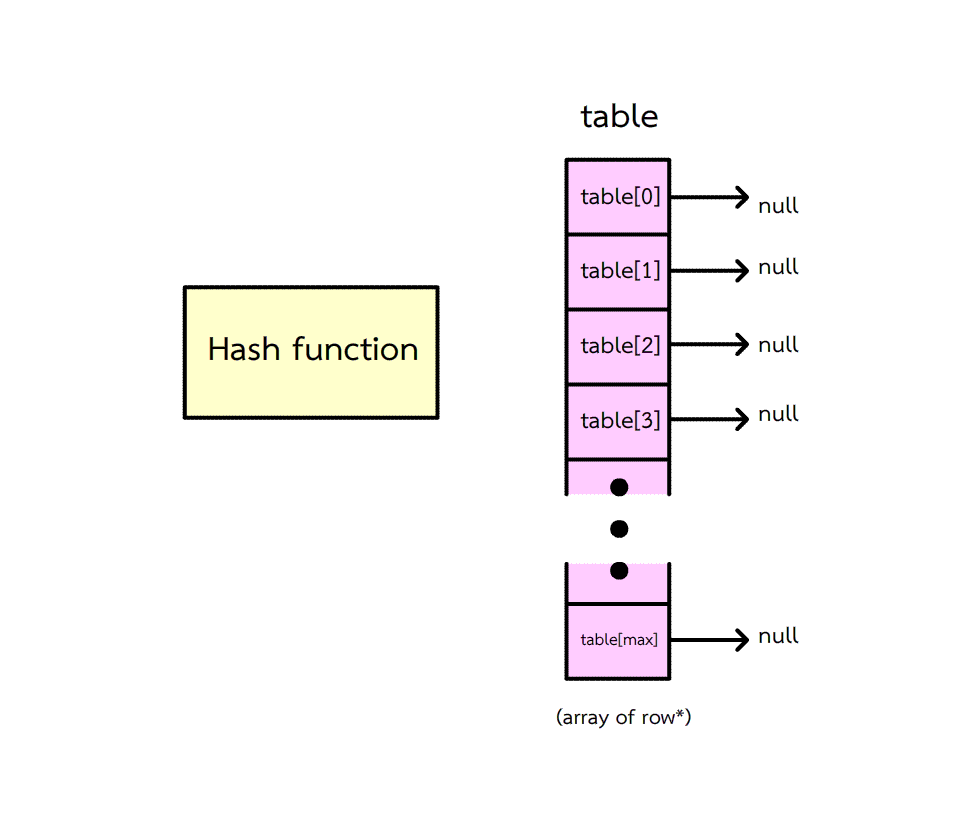 table
table[0]
null
table[1]
null
Hash function
table[2]
null
table[3]
null
table[max]
null
(array of row*)